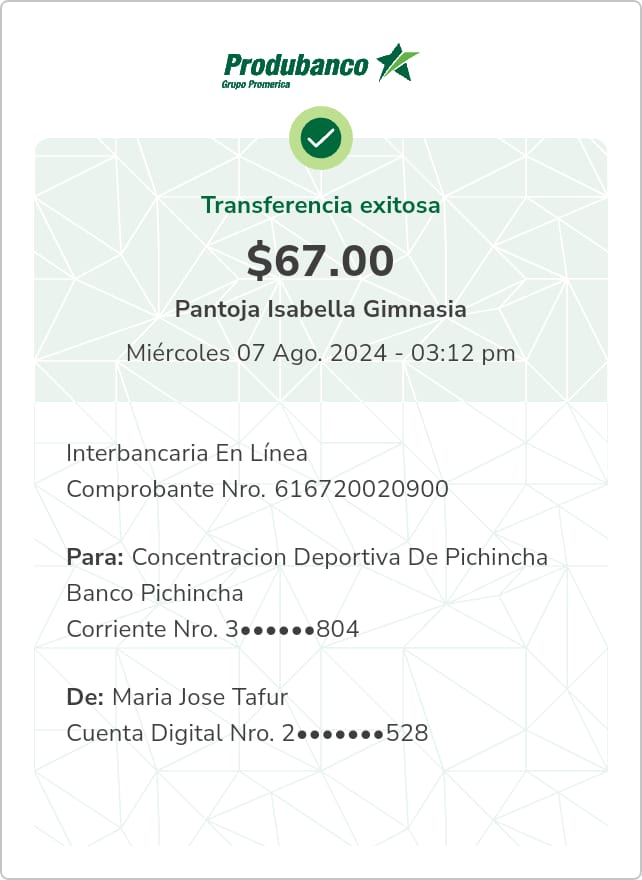 Produbanco
Grupo Promerica
Transferencia exitosa
$67.00
Pantoja Isabella Gimnasia
Miércoles 07 Ago. 2024 - 03:12 pm
Interbancaria En Línea
Comprobante Nro. 616720020900
Para: Concentracion Deportiva De Pichincha
Banco Pichincha
Corriente Nro. 3••••••804
De: Maria Jose Tafur
Cuenta Digital Nro. 2•••••••528